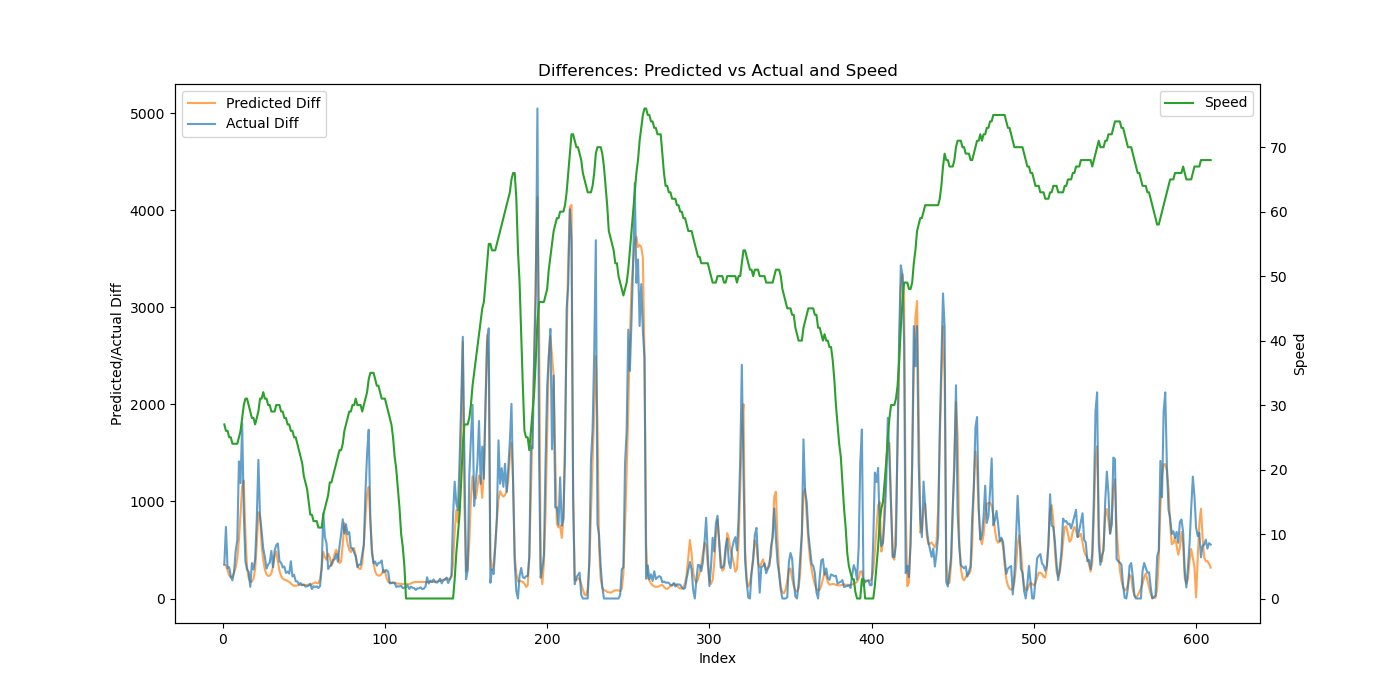 Differences: Predicted vs Actual and Speed
Predicted Diff
Actual Diff
Speed
5000
4000
3000
2000
1000
0
Predicted/Actual Diff
70
60
50
40
30
20
10
0
Speed
0 100 200 300 400 500 600
Index